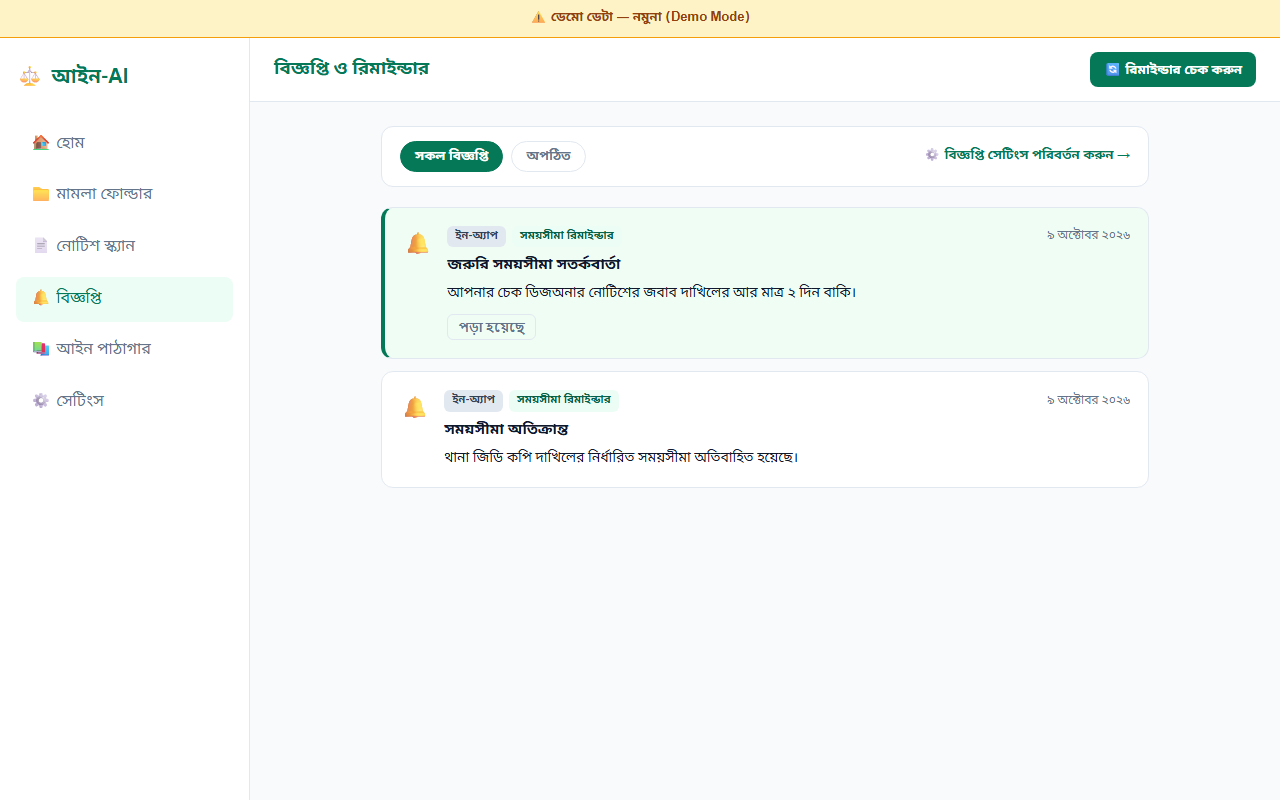 ডেমো ডেটা — নমুনা (Demo Mode)
আইন-AI
হোম
মামলা ফোল্ডার
নোটিশ স্ক্যান
বিজ্ঞপ্তি
আইন পাঠাগার
সেটিংস
বিজ্ঞপ্তি ও রিমাইন্ডার
রিমাইন্ডার চেক করুন
সকল বিজ্ঞপ্তি
অপঠিত
বিজ্ঞপ্তি সেটিংস পরিবর্তন করুন →
ইন-অ্যাপ সময়সীমা রিমাইন্ডার
৯ অক্টোবর ২০২৬
জরুরি সময়সীমা সতর্কবার্তা
আপনার চেক ডিজঅনার নোটিশের জবাব দাখিলের আর মাত্র ২ দিন বাকি।
পড়া হয়েছে
ইন-অ্যাপ সময়সীমা রিমাইন্ডার
৯ অক্টোবর ২০২৬
সময়সীমা অতিক্রান্ত
থানা জিডি কপি দাখিলের নির্ধারিত সময়সীমা অতিবাহিত হয়েছে।